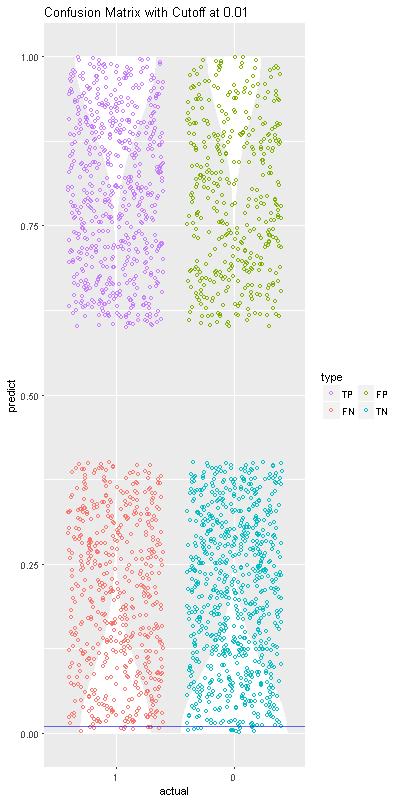 Confusion Matrix with Cutoff at 0.01
1.00
0.75
0.50
0.25
0.00
predict
1
0
actual
type
TP FP
FN TN